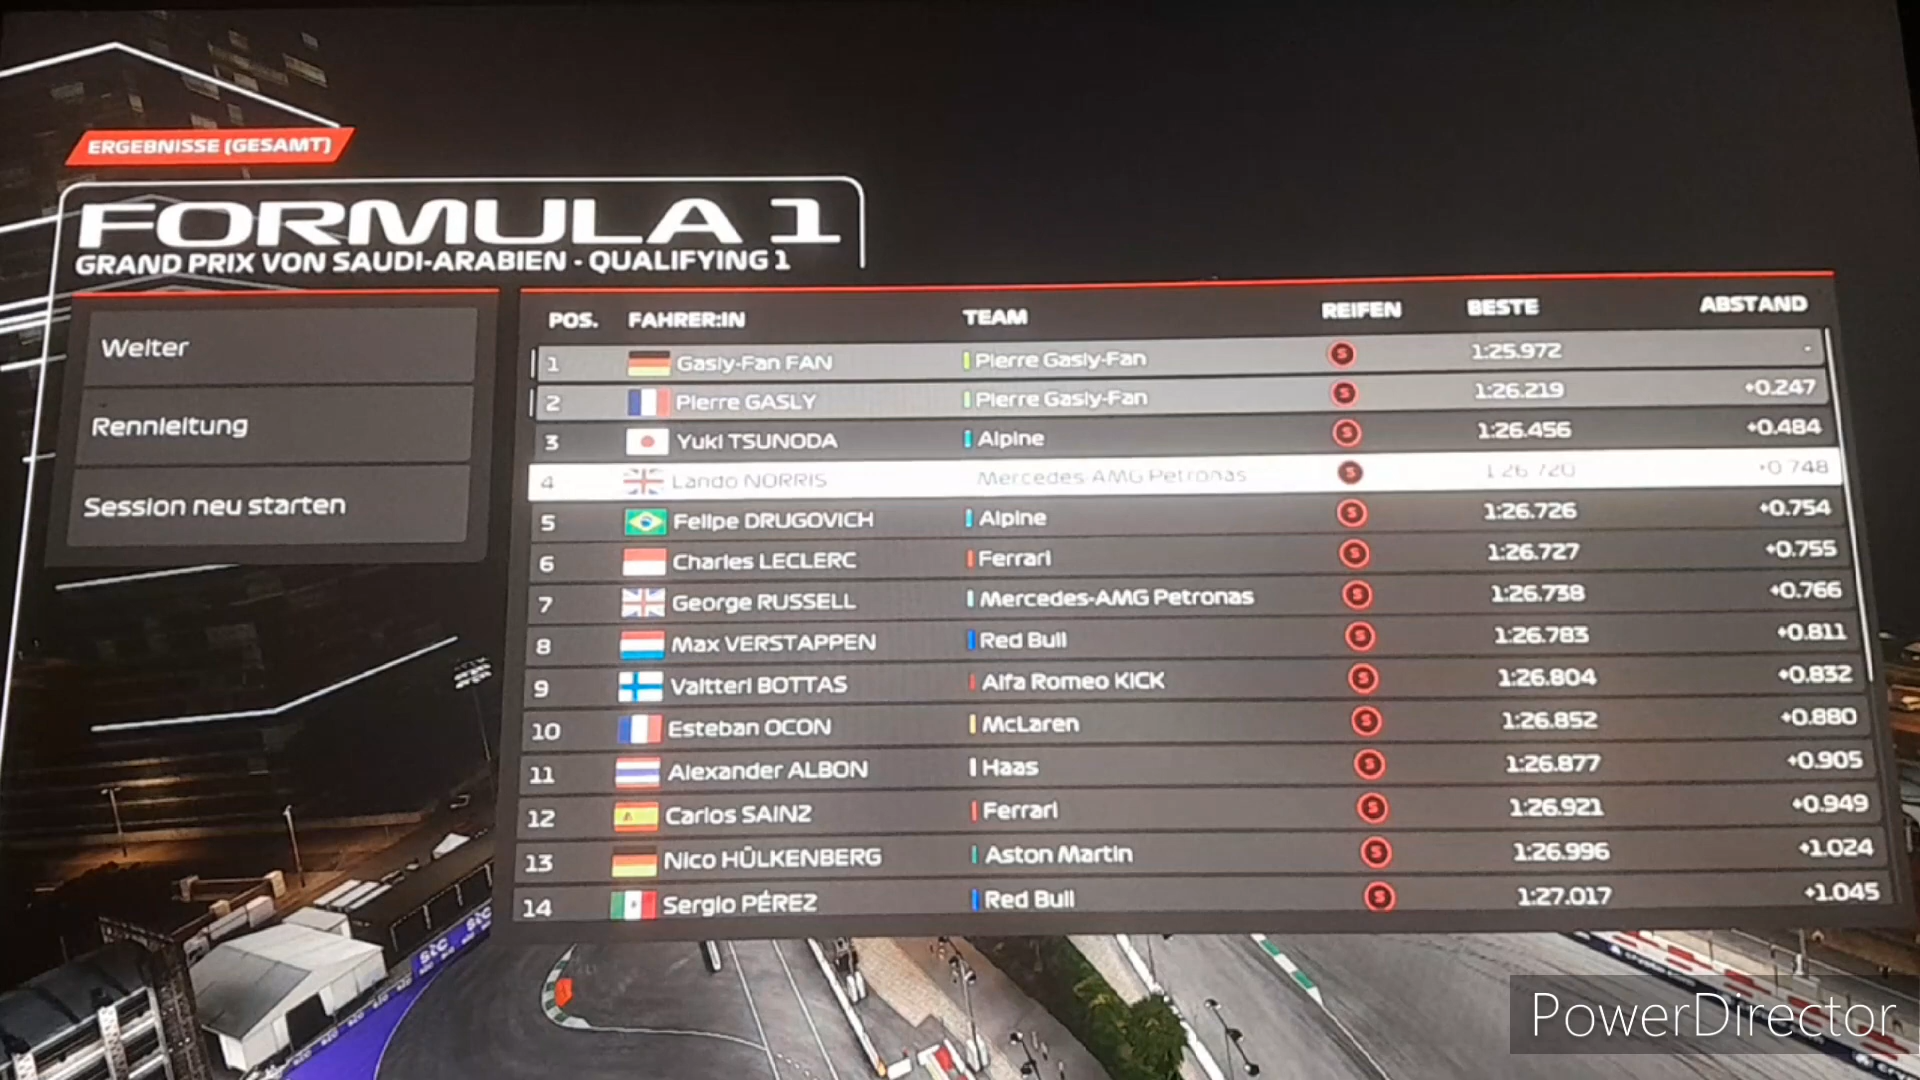 ERGEBNISSE (GESAMT)
FORMULA 1
GRAND PRIX VON SAUDI-ARABIEN - QUALIFYING 1
Weiter
Rennleitung
Session neu starten
POS. FAHRER:IN TEAM REIFEN BESTE ABSTAND
1 Gasly-Fan FAN Pierre Gasly-Fan S 1:25.972 -
2 Pierre GASLY Pierre Gasly-Fan S 1:26.219 +0.247
3 Yuki TSUNODA Alpine S 1:26.456 +0.484
4 Lando NORRIS Mercedes-AMG Petronas S 1:26.720 +0.748
5 Felipe DRUGOVICH Alpine S 1:26.726 +0.754
6 Charles LECLERC Ferrari S 1:26.727 +0.755
7 George RUSSELL Mercedes-AMG Petronas S 1:26.738 +0.766
8 Max VERSTAPPEN Red Bull S 1:26.783 +0.811
9 Valtteri BOTTAS Alfa Romeo KICK S 1:26.804 +0.832
10 Esteban OCON McLaren S 1:26.852 +0.880
11 Alexander ALBON Haas S 1:26.877 +0.905
12 Carlos SAINZ Ferrari S 1:26.921 +0.949
13 Nico HÜLKENBERG Aston Martin S 1:26.996 +1.024
14 Sergio PÉREZ Red Bull S 1:27.017 +1.045
stc stc
PowerDirector